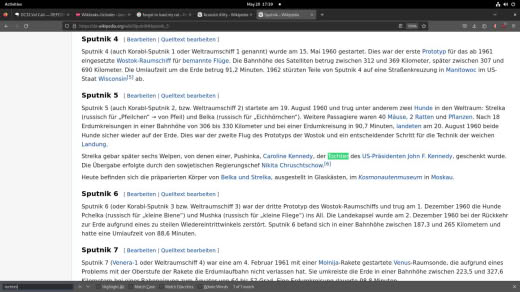 Activities
May 20 17:39
Sputnik – Wikipedia
Sputnik 4 [ Bearbeiten | Quelltext bearbeiten ]
Sputnik 4 (auch Korabl-Sputnik 1 oder Weltraumschiff 1 genannt) wurde am 15. Mai 1960 gestartet. Dies war der erste Prototyp für das ab 1961
eingesetzte Wostok-Raumschiff für bemannte Flüge. Die Bahnhöhe des Satelliten betrug zwischen 312 und 369 Kilometer, später zwischen 307 und
690 Kilometer. Die Umlaufzeit um die Erde betrug 91,2 Minuten. 1962 stürzten Teile von Sputnik 4 auf eine Straßenkreuzung in Manitowoc im US-
Staat Wisconsin[5] ab.
Sputnik 5 [ Bearbeiten | Quelltext bearbeiten ]
Sputnik 5 (auch Korabl-Sputnik 2, bzw. Weltraumschiff 2) startete am 19. August 1960 und trug unter anderem zwei Hunde in den Weltraum: Strelka
(russisch für „Pfeilchen“ → von Pfeil) und Belka (russisch für „Eichhörnchen“). Weitere Passagiere waren 40 Mäuse, 2 Ratten und Pflanzen. Nach 18
Erdumkreisungen in einer Bahnhöhe von 306 bis 330 Kilometer und bei einer Erdumkreisung in 90,7 Minuten, landeten am 20. August 1960 beide
Hunde sicher wieder auf der Erde. Dies war der zweite Flug des Prototyps der Wostok und ein entscheidender Schritt für die Technik der weichen
Landung.
Strelka gebar später sechs Welpen, von denen einer, Pushinka, Caroline Kennedy, der Tochter des US-Präsidenten John F. Kennedy, geschenkt wurde.
Die Übergabe erfolgte durch den sowjetischen Regierungschef Nikita Chruschtschow.[6]
Heute befinden sich die präparierten Körper von Belka und Strelka, ausgestellt in Glaskästen, im Kosmonautenmuseum in Moskau.
Sputnik 6 [ Bearbeiten | Quelltext bearbeiten ]
Sputnik 6 (oder Korabl-Sputnik 3 bzw. Weltraumschiff 3) war der dritte Prototyp des Wostok-Raumschiffs und trug am 1. Dezember 1960 die Hunde
Pchelka (russisch für „kleine Biene“) und Mushka (russisch für „kleine Fliege“) ins All. Die Landekapsel wurde am 2. Dezember 1960 bei der Rückkehr
zur Erde aufgrund eines zu steilen Wiedereintrittswinkels zerstört. Sputnik 6 befand sich in einer Bahnhöhe zwischen 187,3 und 265 Kilometern und
hatte eine Umlaufzeit von 88,6 Minuten.
Sputnik 7 [ Bearbeiten | Quelltext bearbeiten ]
Sputnik 7 (Venera-1 oder Weltraumschiff 4) war eine am 4. Februar 1961 mit einer Molnija-Rakete gestartete Venus-Raumsonde, die aufgrund eines
Problems mit der Oberstufe der Rakete die Erdumlaufbahn nicht verlassen hat. Sie umkreiste die Erde in einer Bahnhöhe zwischen 223,5 und 327,6
Highlight All Match Case Match Diacritics Whole Words 1 of 1 match